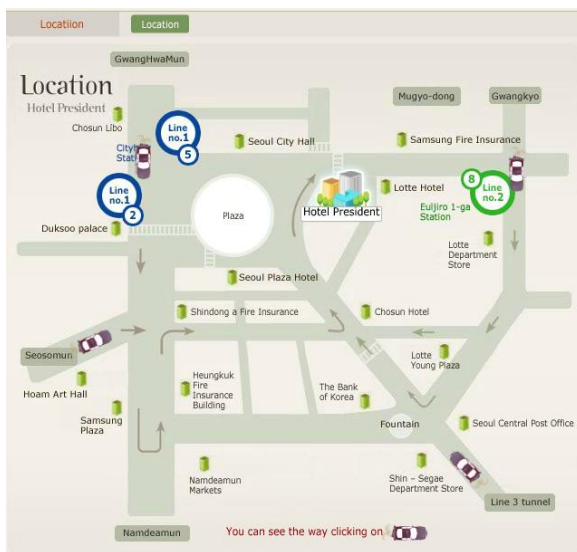 Locatiion
Location
GwangHwaMun
Location
Hotel President
Mugyo-dong
Gwangkyo
Chosun Libo
Line
no.1
5
Seoul City Hall
Samsung Fire Insurance
Line
no.1
2
8
Line
no.2
Lotte Hotel
Hotel President
Euljiro 1-ga
Station
Plaza
Duksoo palace
Lotte
Department
Store
Seoul Plaza Hotel
Shindong a Fire Insurance
Chosun Hotel
Seosomun
Lotte
Young Plaza
Hoam Art Hall
Heungkuk
Fire
Insurance
Building
The Bank
of Korea
Samsung
Plaza
Fountain
Seoul Central Post Office
Namdeamun
Markets
Shin - Segae
Department Store
Line 3 tunnel
Namdeamun
You can see the way clicking on